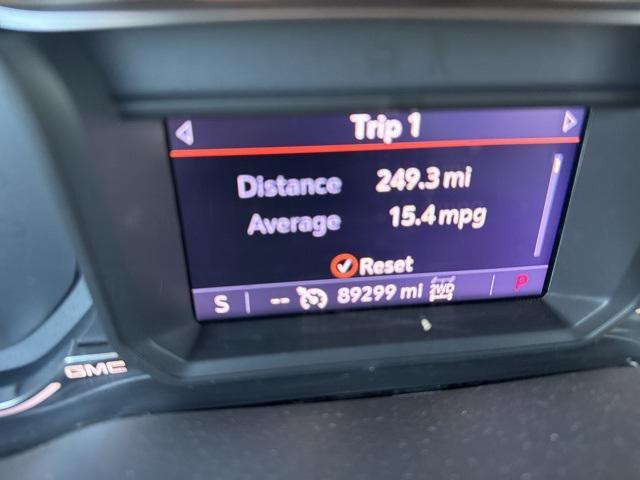 Trip 1
Distance 249.3 mi
Average 15.4 mpg
Reset
S -- 89299 mi 2WD P
GMC